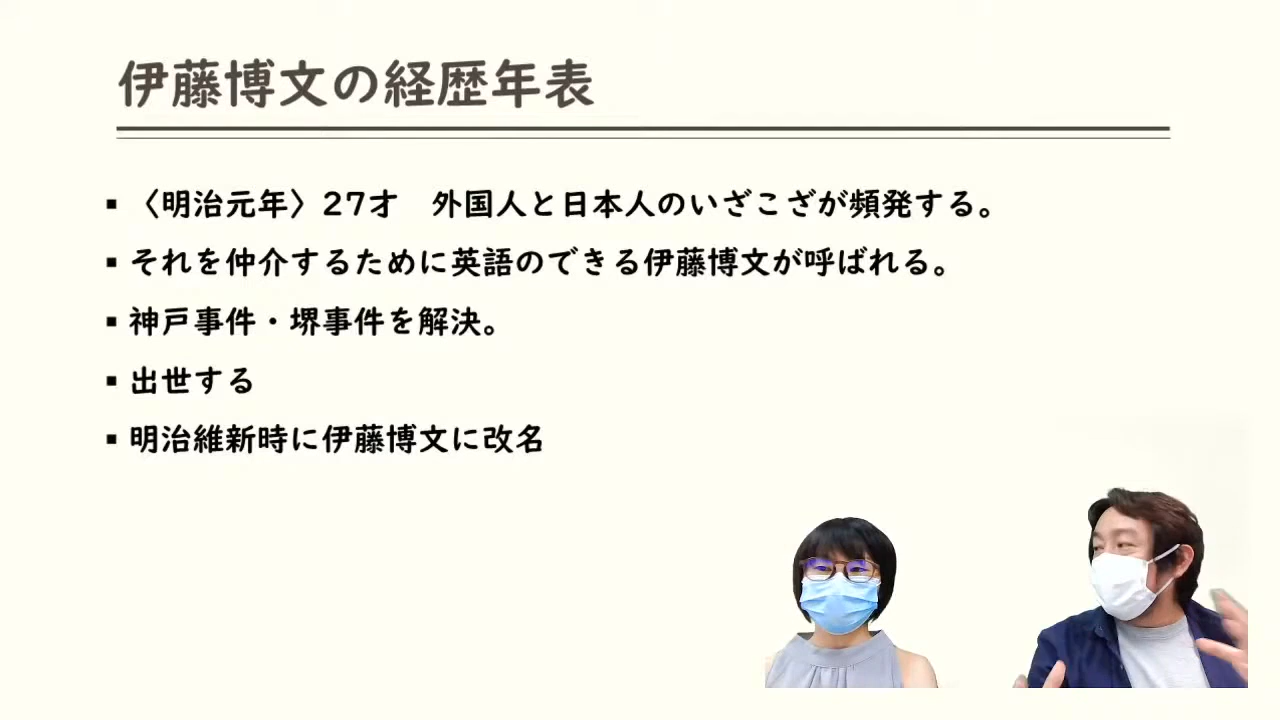 伊藤博文の経歴年表
▪ 〈明治元年〉27才　外国人と日本人のいざこざが頻発する。
▪ それを仲介するために英語のできる伊藤博文が呼ばれる。
▪ 神戸事件・堺事件を解決。
▪ 出世する
▪ 明治維新時に伊藤博文に改名